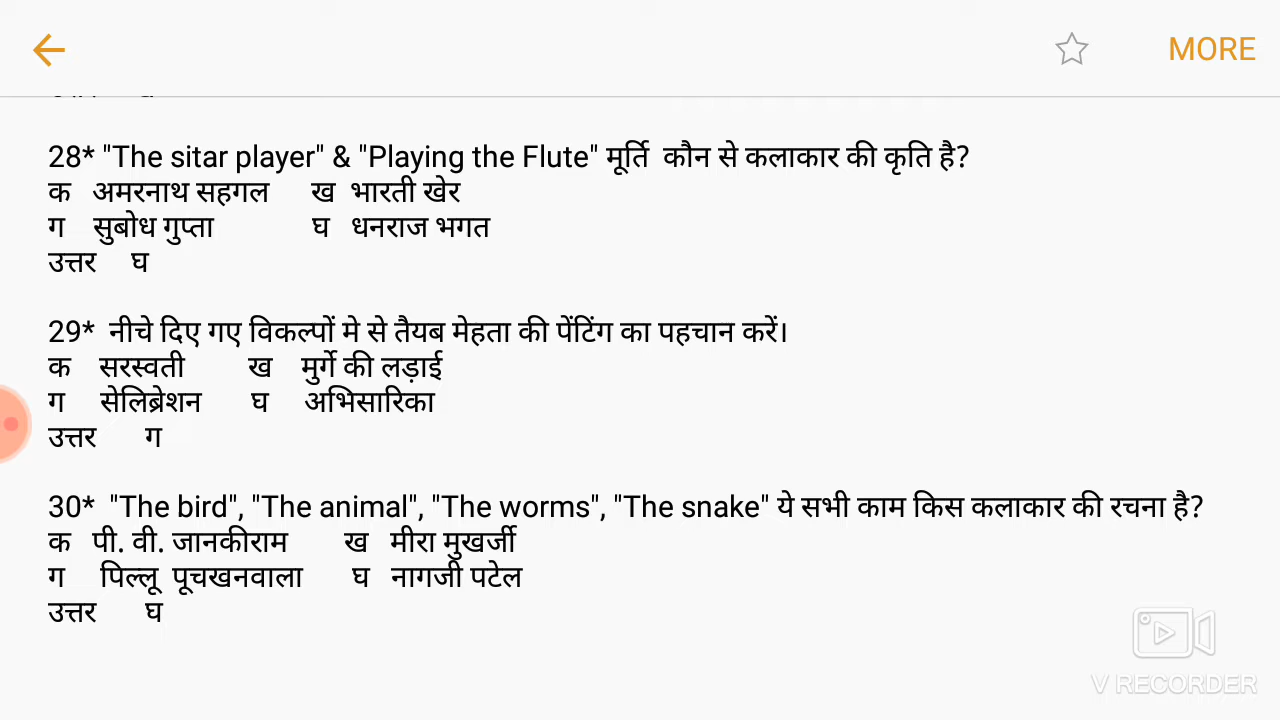 MORE
28* "The sitar player" & "Playing the Flute" मूर्ति कौन से कलाकार की कृति है?
क अमरनाथ सहगल ख भारती खेर
ग सुबोध गुप्ता घ धनराज भगत
उत्तर घ
29* नीचे दिए गए विकल्पों मे से तैयब मेहता की पेंटिंग का पहचान करें।
क सरस्वती ख मुर्गे की लड़ाई
ग सेलिब्रेशन घ अभिसारिका
उत्तर ग
30* "The bird", "The animal", "The worms", "The snake" ये सभी काम किस कलाकार की रचना है?
क पी. वी. जानकीराम ख मीरा मुखर्जी
ग पिल्लू पूचखनवाला घ नागजी पटेल
उत्तर घ
V RECORDER